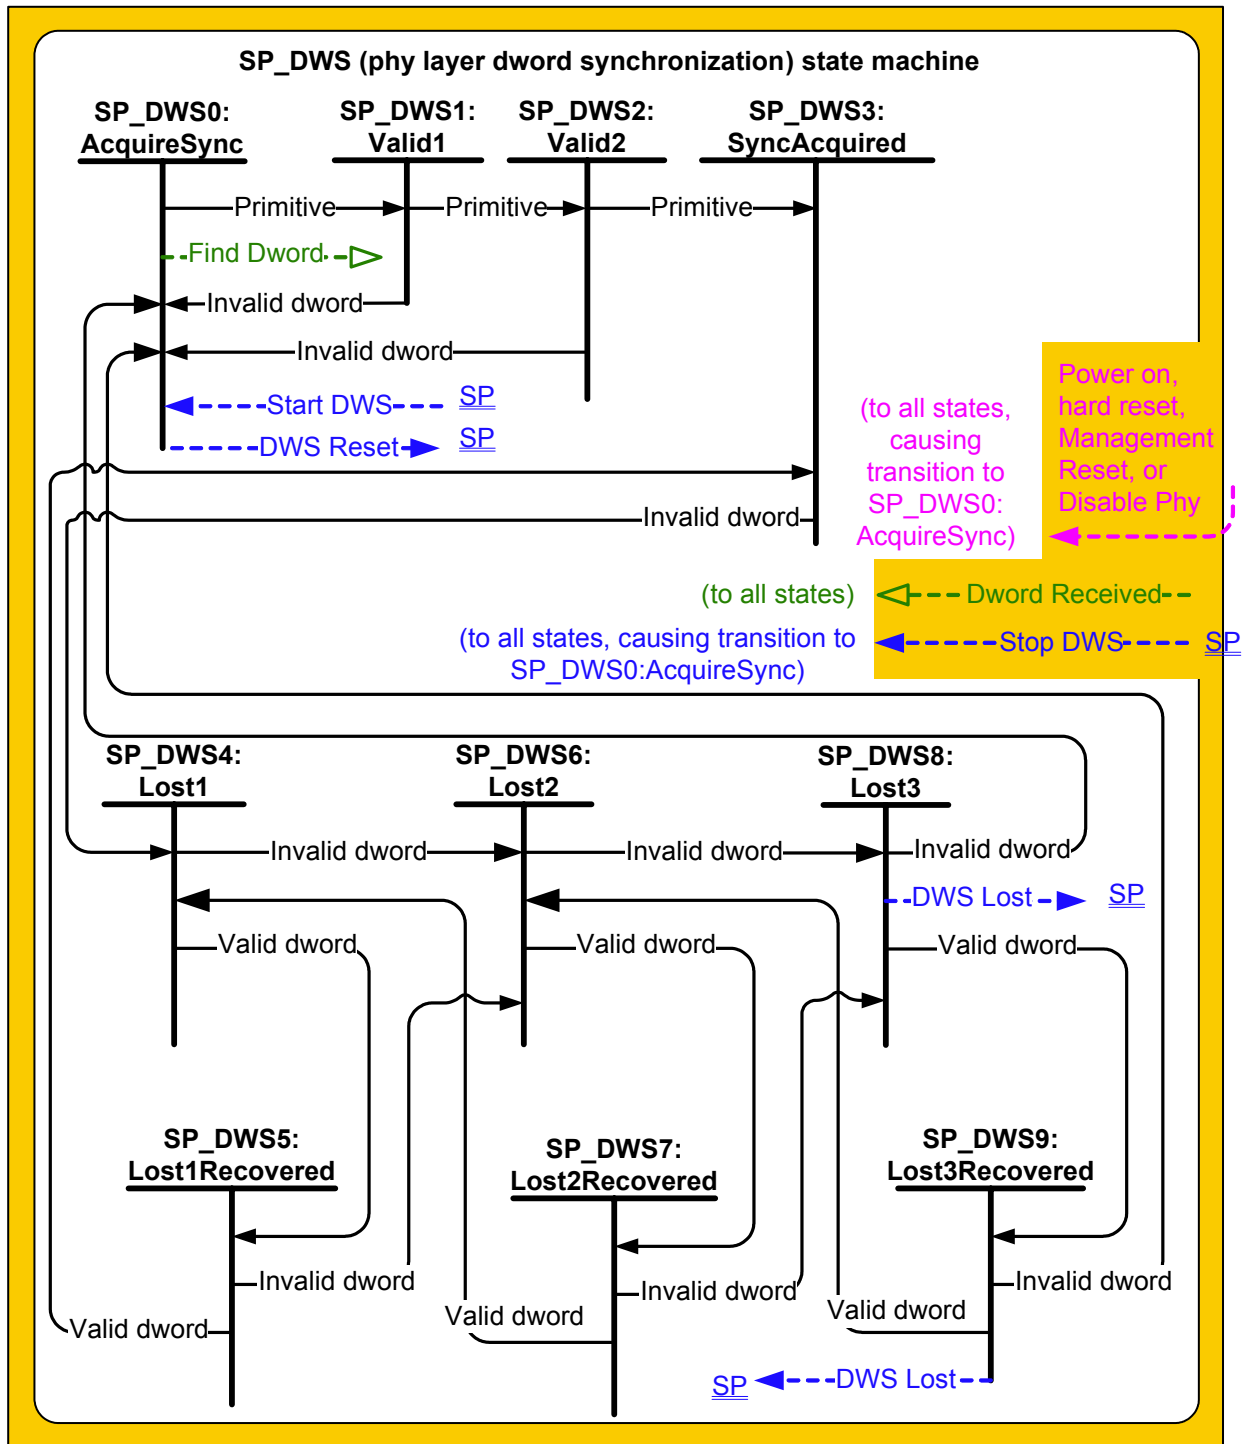 SP_DWS (phy layer dword synchronization) state machine
SP_DWS0:
AcquireSync
SP_DWS1:
Valid1
SP_DWS2:
Valid2
SP_DWS3:
SyncAcquired
Primitive
Primitive
Primitive
Find Dword
Invalid dword
Invalid dword
Start DWS
SP
DWS Reset
SP
Invalid dword
(to all states,
causing
transition to
SP_DWS0:
AcquireSync)
Power on,
hard reset,
Management
Reset, or
Disable Phy
(to all states)
Dword Received
(to all states, causing transition to
SP_DWS0:AcquireSync)
Stop DWS
SP
SP_DWS4:
Lost1
SP_DWS6:
Lost2
SP_DWS8:
Lost3
Invalid dword
Invalid dword
Invalid dword
DWS Lost
SP
Valid dword
Valid dword
Valid dword
SP_DWS5:
Lost1Recovered
SP_DWS7:
Lost2Recovered
SP_DWS9:
Lost3Recovered
Invalid dword
Invalid dword
Invalid dword
Valid dword
Valid dword
Valid dword
SP
DWS Lost